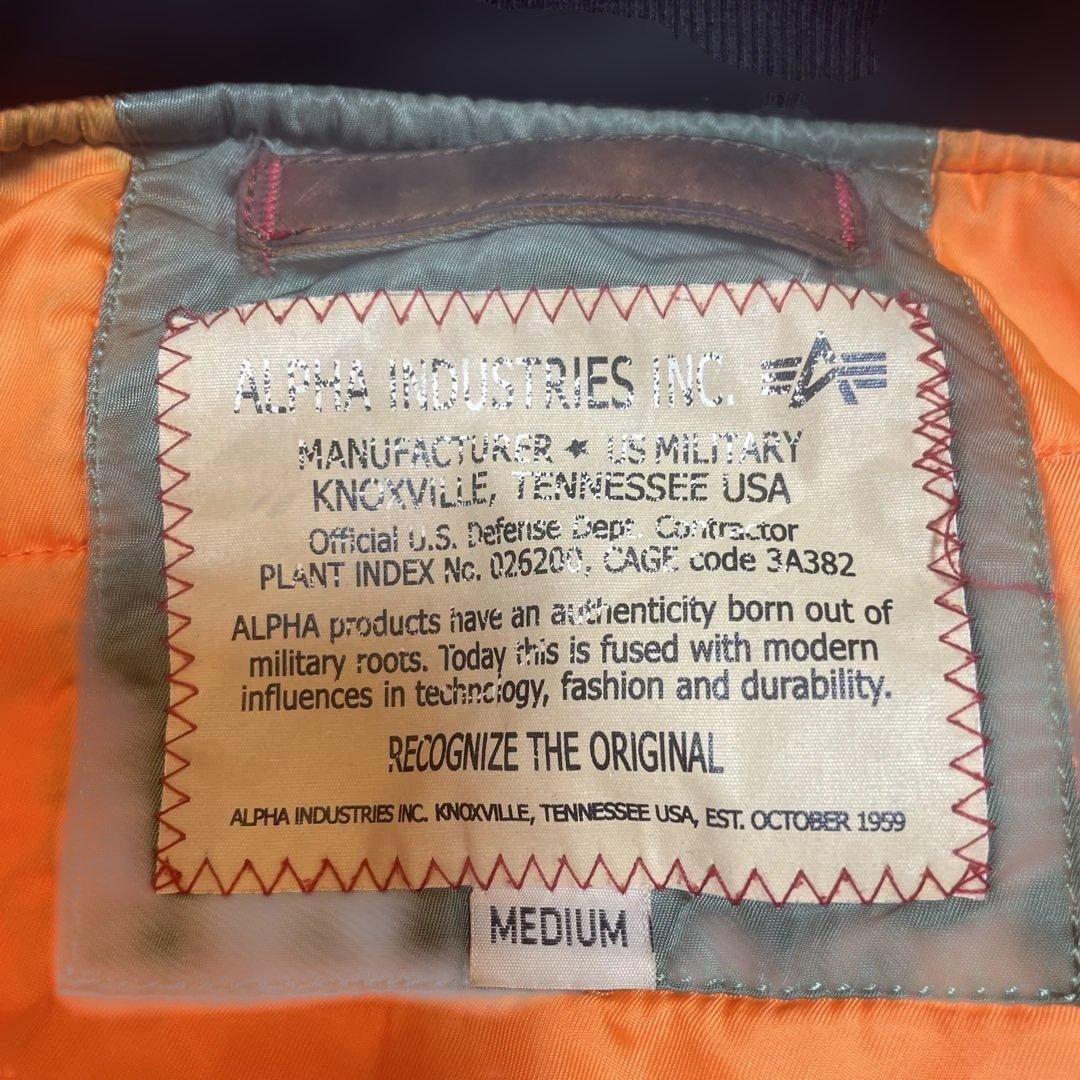 ALPHA INDUSTRIES INC.
MANUFACTURER ★ US MILITARY
KNOXVILLE, TENNESSEE USA
Official U.S. Defense Dept. Contractor
PLANT INDEX No. 026200, CAGE code 3A382
ALPHA products have an authenticity born out of
military roots. Today this is fused with modern
influences in technology, fashion and durability.
RECOGNIZE THE ORIGINAL
ALPHA INDUSTRIES INC. KNOXVILLE, TENNESSEE USA, EST. OCTOBER 1959
MEDIUM